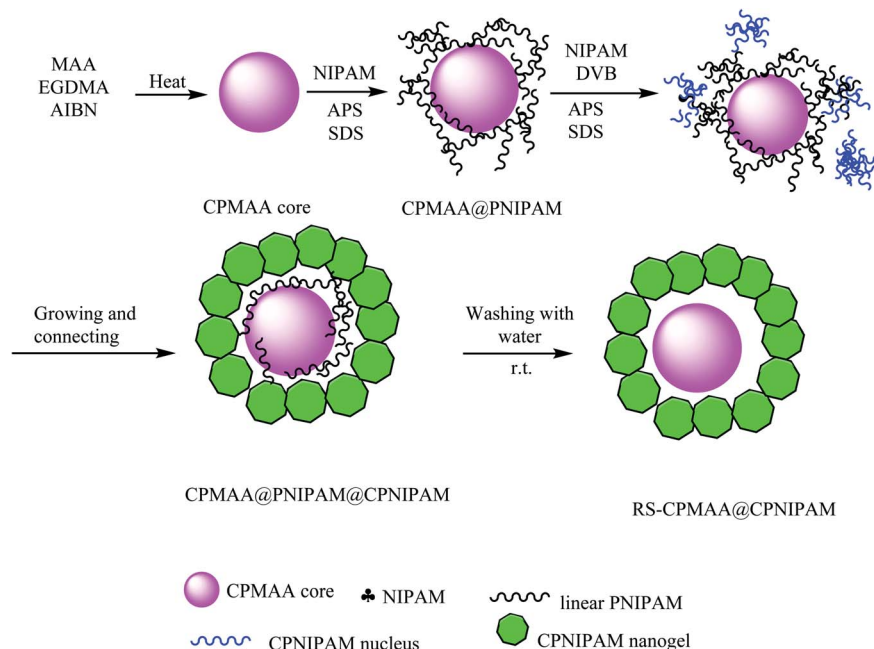 MAA
EGDMA
AIBN
Heat
NIPAM
APS
SDS
NIPAM
DVB
APS
SDS
CPMAA core
CPMAA@PNIPAM
Growing and
connecting
Washing with
water
r.t.
CPMAA@PNIPAM@CPNIPAM
RS-CPMAA@CPNIPAM
CPMAA core
NIPAM
linear PNIPAM
CPNIPAM nucleus
CPNIPAM nanogel